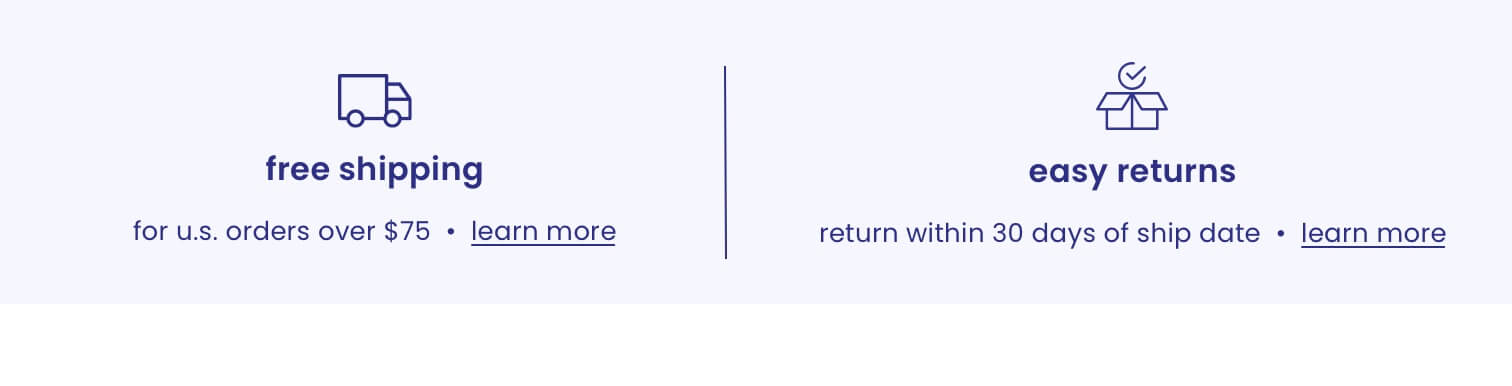 free shipping
for u.s. orders over $75 • learn more
easy returns
return within 30 days of ship date • learn more